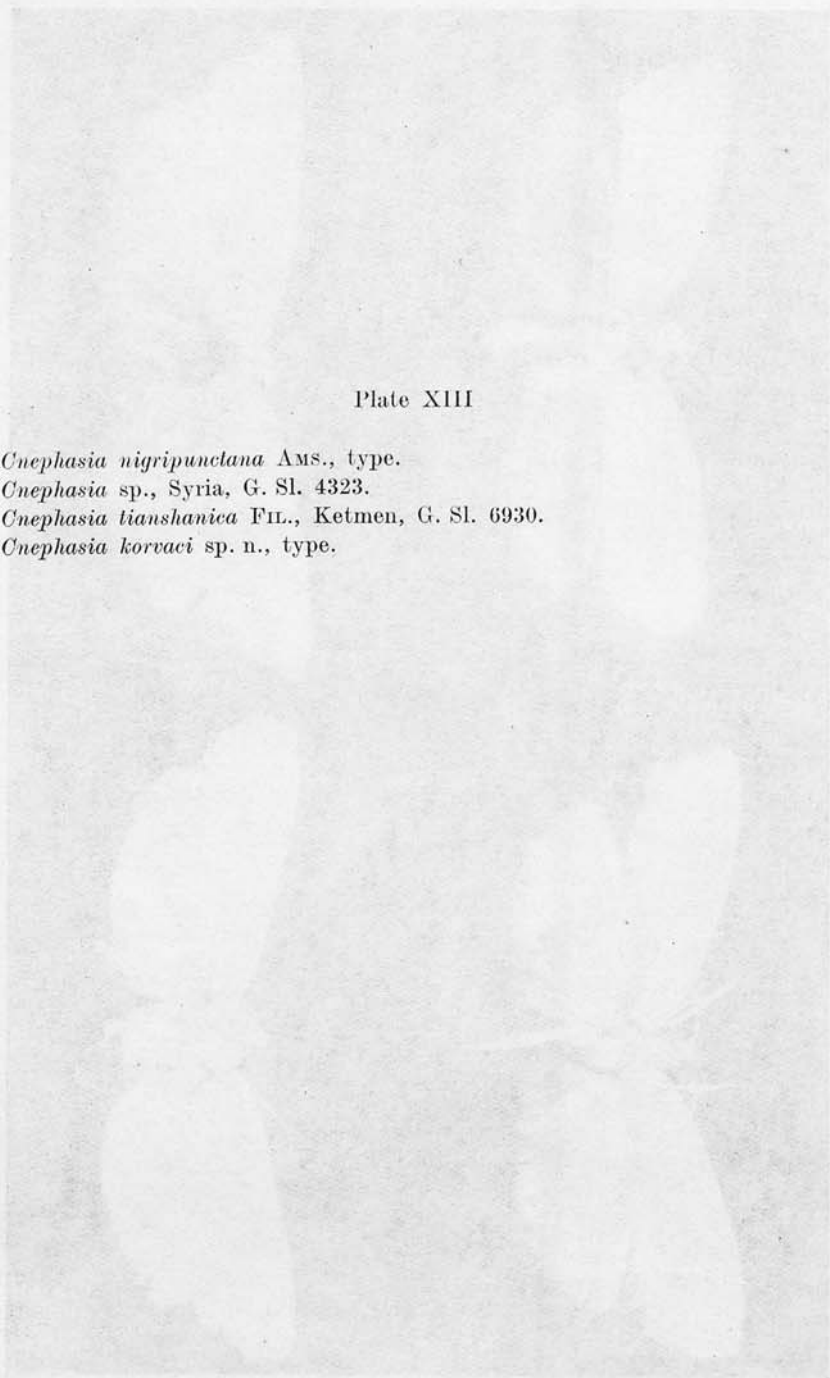 Plate XIII
Cnephasia nigripunctana AMS., type.
Cnephasia sp., Syria, G. Sl. 4323.
Cnephasia tianshanica FIL., Ketmen, G. Sl. 6930.
Cnephasia korvaci sp. n., type.